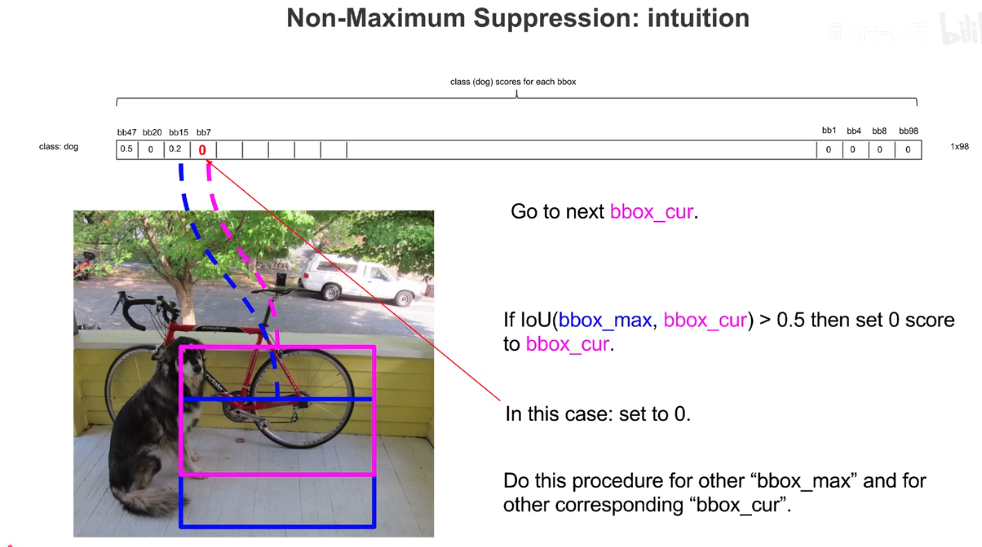 Non-Maximum Suppression: intuition
class (dog) scores for each bbox
bb47 bb20 bb15 bb7 bb1 bb4 bb8 bb98
class: dog 0.5 0 0.2 0 0 0 0 0 1x98
Go to next bbox_cur.
If IoU(bbox_max, bbox_cur) > 0.5 then set 0 score
to bbox_cur.
In this case: set to 0.
Do this procedure for other “bbox_max” and for
other corresponding “bbox_cur”.